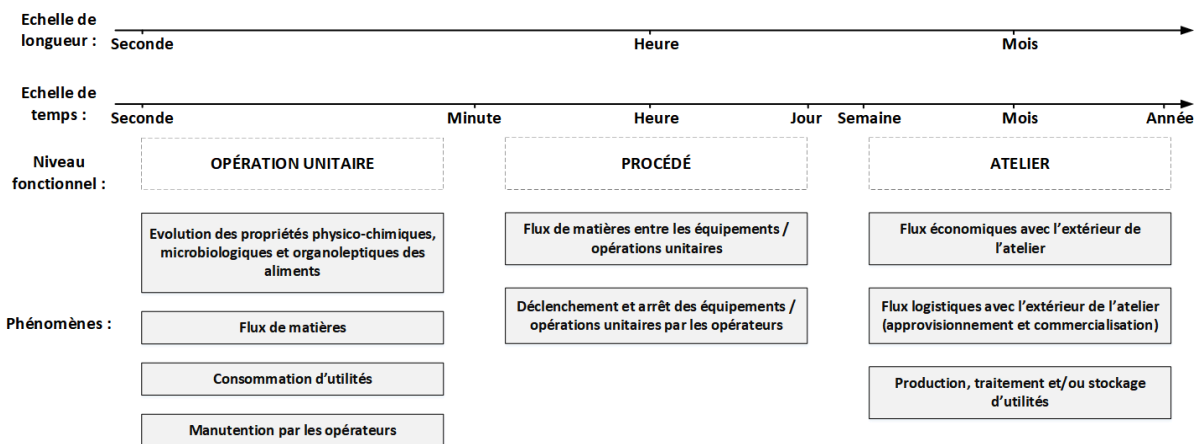 Echelle de
longueur :
Seconde Heure Mois
Echelle de
temps :
Seconde Minute Heure Jour Semaine Mois Année
Niveau
fonctionnel :
OPÉRATION UNITAIRE
PROCÉDÉ
ATELIER
Phénomènes :
Evolution des propriétés physico-chimiques,
microbiologiques et organoleptiques des
aliments
Flux de matières
Consommation d’utilités
Manutention par les opérateurs
Flux de matières entre les équipements /
opérations unitaires
Déclenchement et arrêt des équipements /
opérations unitaires par les opérateurs
Flux économiques avec l’extérieur de
l’atelier
Flux logistiques avec l’extérieur de l’atelier
(approvisionnement et commercialisation)
Production, traitement et/ou stockage
d’utilités